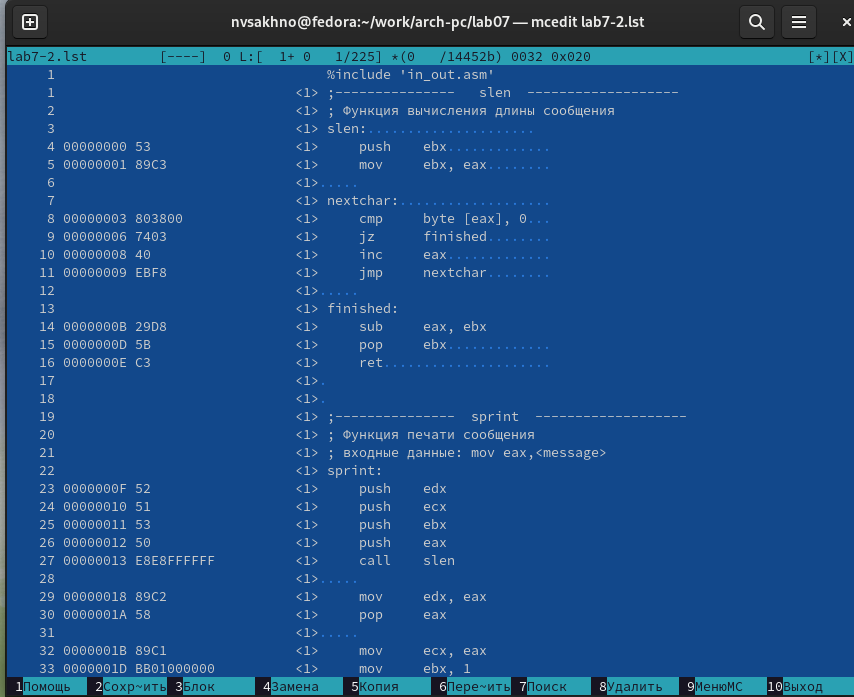 nvsakhno@fedora:~/work/arch-pc/lab07 — mcedit lab7-2.lst
lab7-2.lst [----] 0 L:[ 1+ 0 1/225] *(0 /14452b) 0032 0x020 [*][X]
1 %include 'in_out.asm'
1 <1> ;--------------- slen -------------------
2 <1> ; Функция вычисления длины сообщения
3 <1> slen:.....................
4 00000000 53 <1> push ebx.............
5 00000001 89C3 <1> mov ebx, eax........
6 <1>.....
7 <1> nextchar:...................
8 00000003 803800 <1> cmp byte [eax], 0...
9 00000006 7403 <1> jz finished........
10 00000008 40 <1> inc eax.............
11 00000009 EBF8 <1> jmp nextchar........
12 <1>.....
13 <1> finished:
14 0000000B 29D8 <1> sub eax, ebx
15 0000000D 5B <1> pop ebx.............
16 0000000E C3 <1> ret.....................
17 <1>.
18 <1>.
19 <1> ;--------------- sprint -------------------
20 <1> ; Функция печати сообщения
21 <1> ; входные данные: mov eax,<message>
22 <1> sprint:
23 0000000F 52 <1> push edx
24 00000010 51 <1> push ecx
25 00000011 53 <1> push ebx
26 00000012 50 <1> push eax
27 00000013 E8E8FFFFFF <1> call slen
28 <1>.....
29 00000018 89C2 <1> mov edx, eax
30 0000001A 58 <1> pop eax
31 <1>.....
32 0000001B 89C1 <1> mov ecx, eax
33 0000001D BB01000000 <1> mov ebx, 1
1Помощь 2Сохр~ить 3Блок 4Замена 5Копия 6Пере~ить 7Поиск 8Удалить 9МенюМС 10Выход